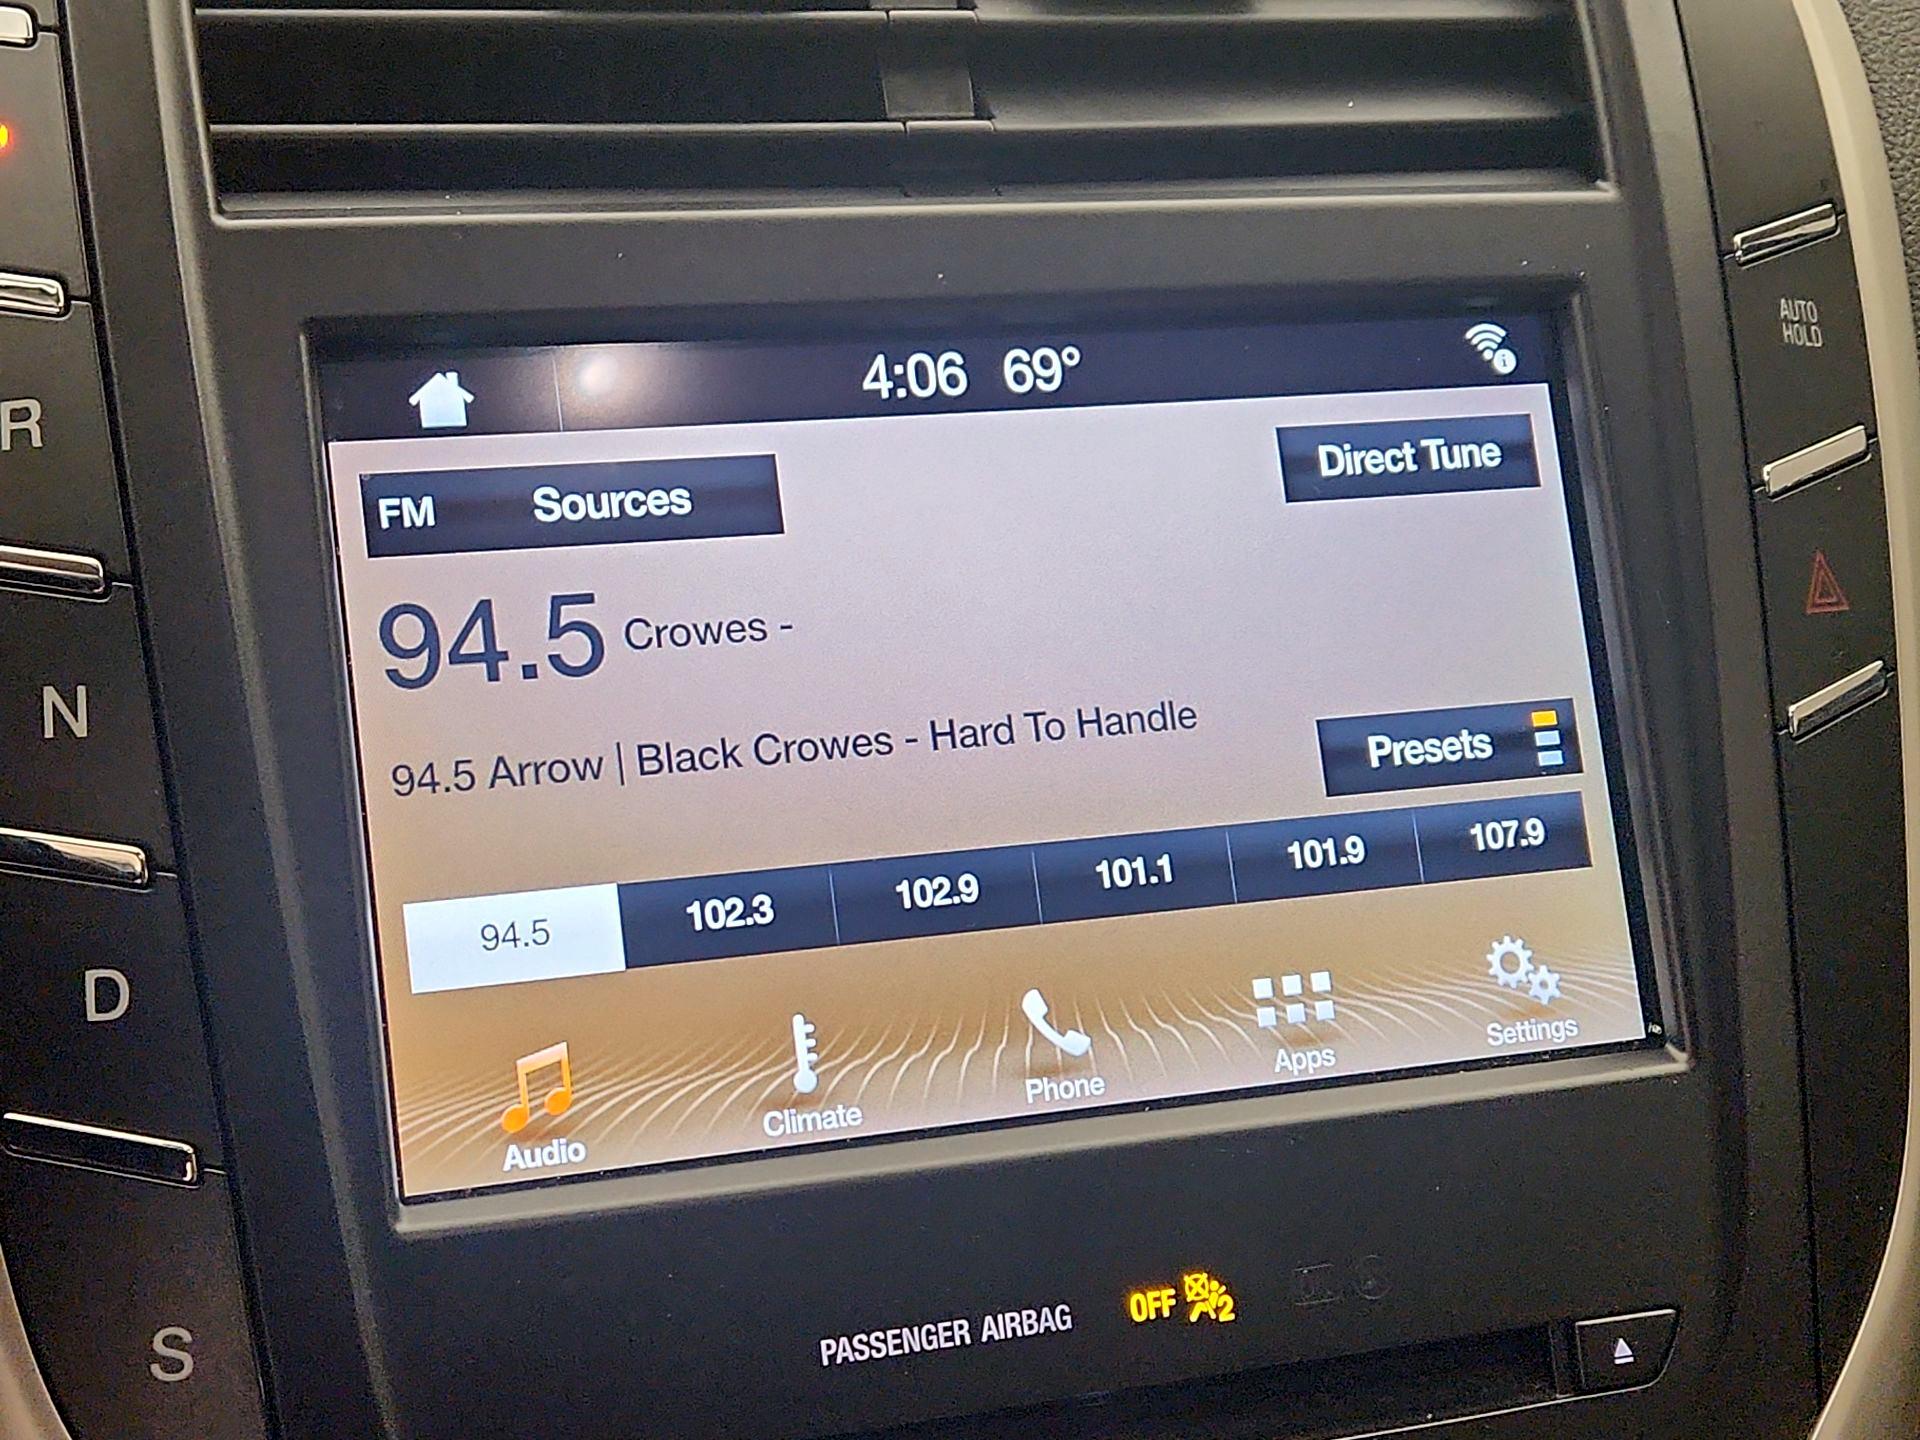 4:06 69°
FM Sources
Direct Tune
94.5 Crowes -
94.5 Arrow | Black Crowes - Hard To Handle
Presets
94.5 102.3 102.9 101.1 101.9 107.9
Audio Climate Phone Apps Settings
PASSENGER AIRBAG OFF 2
R
N
D
S
AUTO
HOLD